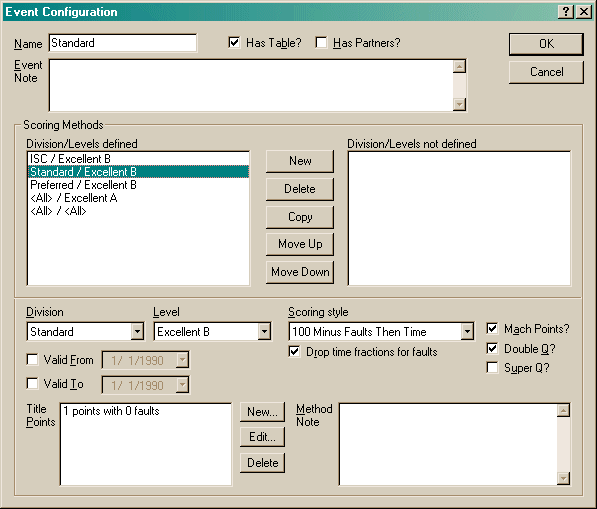 Event Configuration
Name Standard Has Table? Has Partners? OK
Event Note Cancel
Scoring Methods
Division/Levels defined Division/Levels not defined
ISC / Excellent B
Standard / Excellent B
Preferred / Excellent B
<All> / Excellent A
<All> / <All>
New
Delete
Copy
Move Up
Move Down
Division Level Scoring style
Standard Excellent B 100 Minus Faults Then Time Mach Points?
Drop time fractions for faults Double Q?
Valid From 1/ 1/1990 Super Q?
Valid To 1/ 1/1990
Title Points 1 points with 0 faults New... Method Note
Edit...
Delete